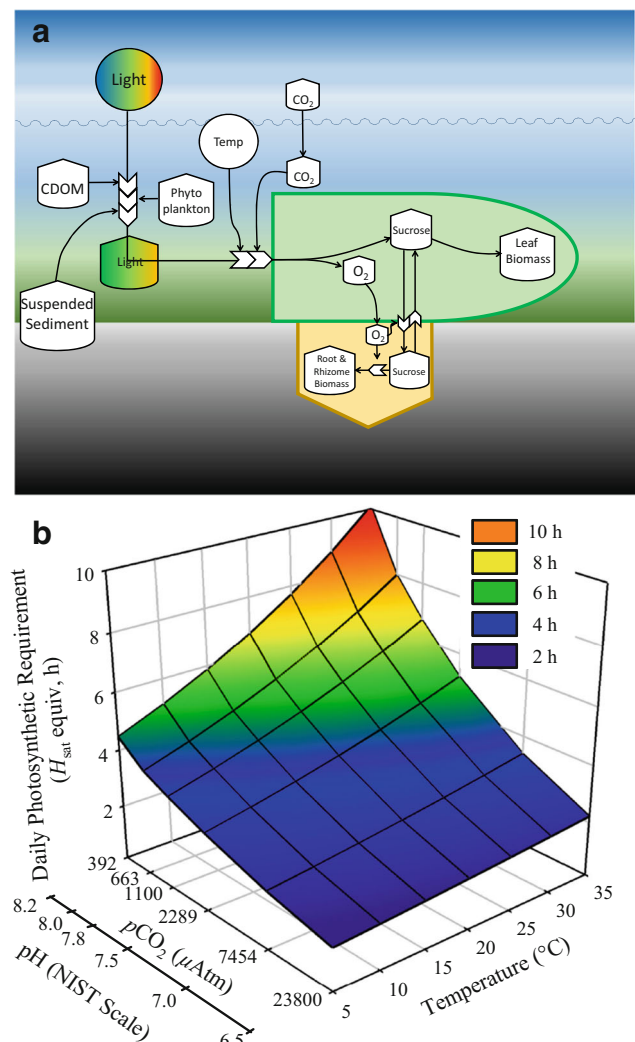 a
Light
CO2
Temp
CDOM
Phyto
plankton
CO2
Light
Suspended
Sediment
Sucrose
O2
Leaf
Biomass
O2
Root &
Rhizome
Biomass
Sucrose
b
10 h
8 h
6 h
4 h
2 h
Daily Photosynthetic Requirement
(Hsat equiv, h)
10
8
6
4
2
392
663
1100
2289
7454
23800
pCO2 (μAtm)
8.2
8.0
7.8
7.5
7.0
6.5
pH (NIST Scale)
5
10
15
20
25
30
35
Temperature (°C)